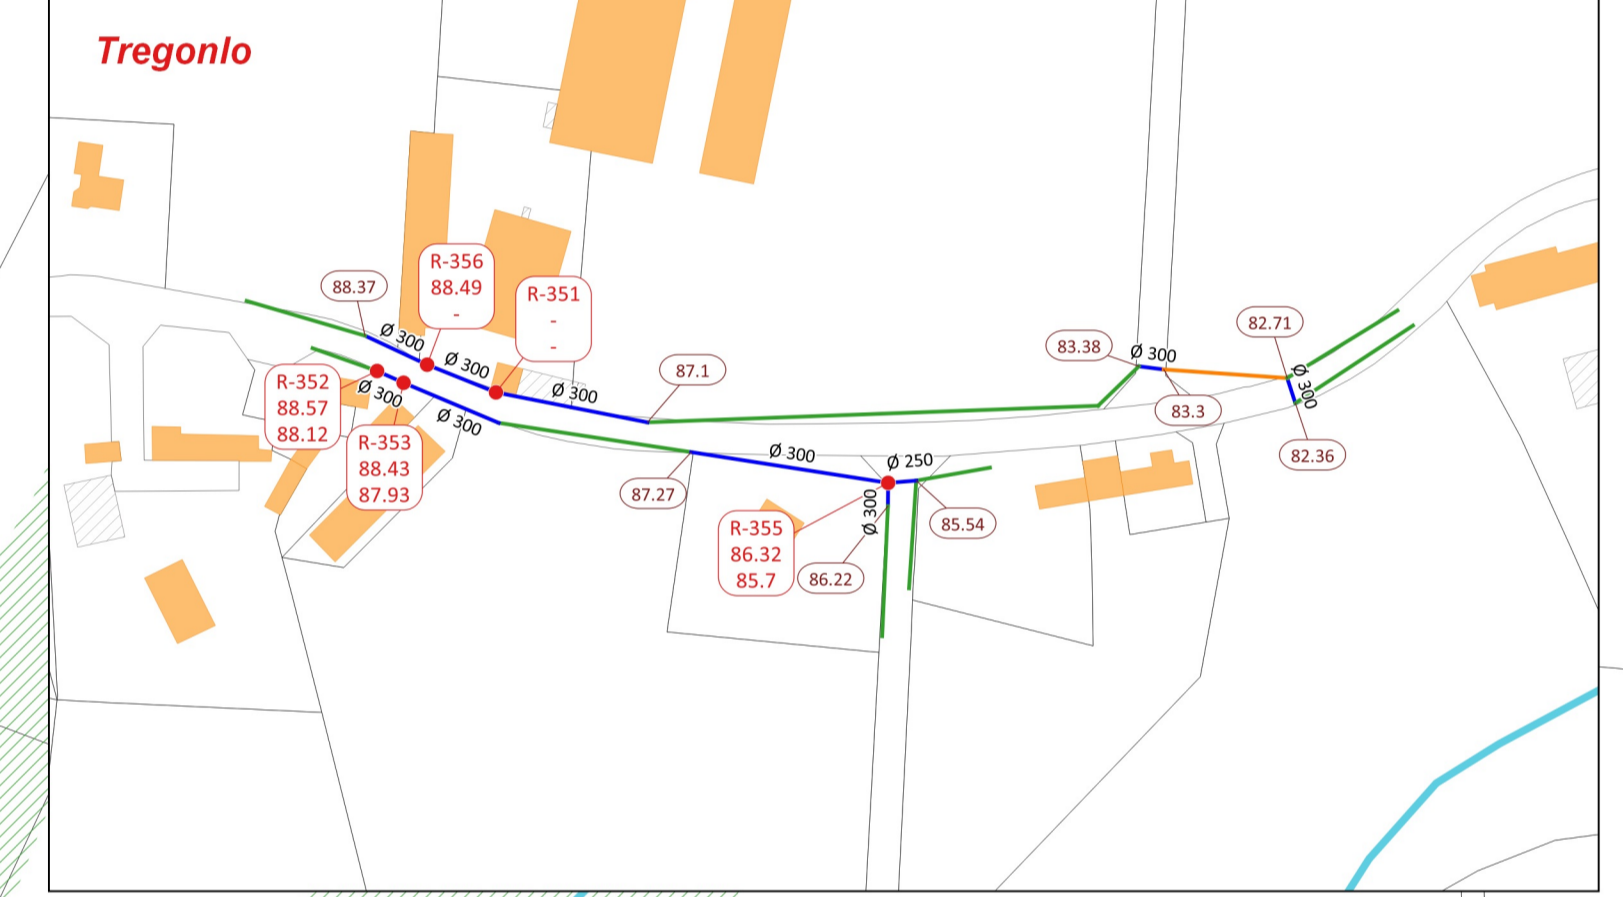 Tregonlo
R-356
88.49
-
88.37
R-351
-
-
Ø 300
Ø 300
Ø 300
87.1
R-352
88.57
88.12
Ø 300
R-353
88.43
87.93
Ø 300
87.27
Ø 300
Ø 250
Ø 300
R-355
86.32
85.7
86.22
85.54
83.38
Ø 300
83.3
82.71
Ø 300
82.36